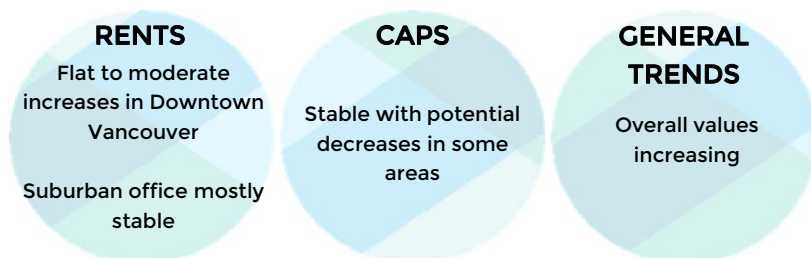 RENTS
Flat to moderate
increases in Downtown
Vancouver
Suburban office mostly
stable
CAPS
Stable with potential
decreases in some
areas
GENERAL
TRENDS
Overall values
increasing